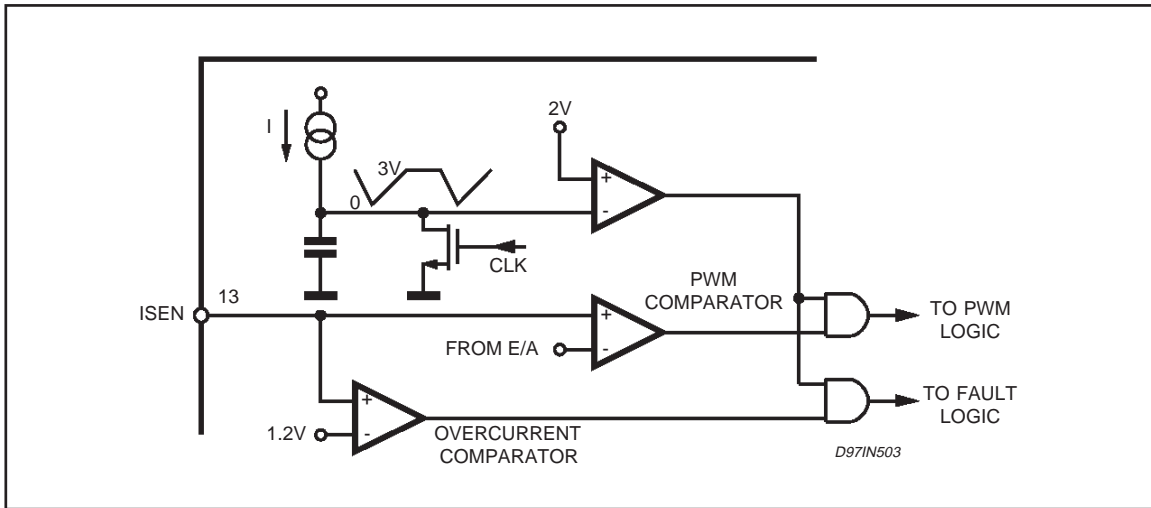 2V
I
3V
0
+
-
CLK
PWM
COMPARATOR
13
ISEN
+
-
TO PWM
LOGIC
FROM E/A
+
-
1.2V
OVERCURRENT
COMPARATOR
TO FAULT
LOGIC
D97IN503